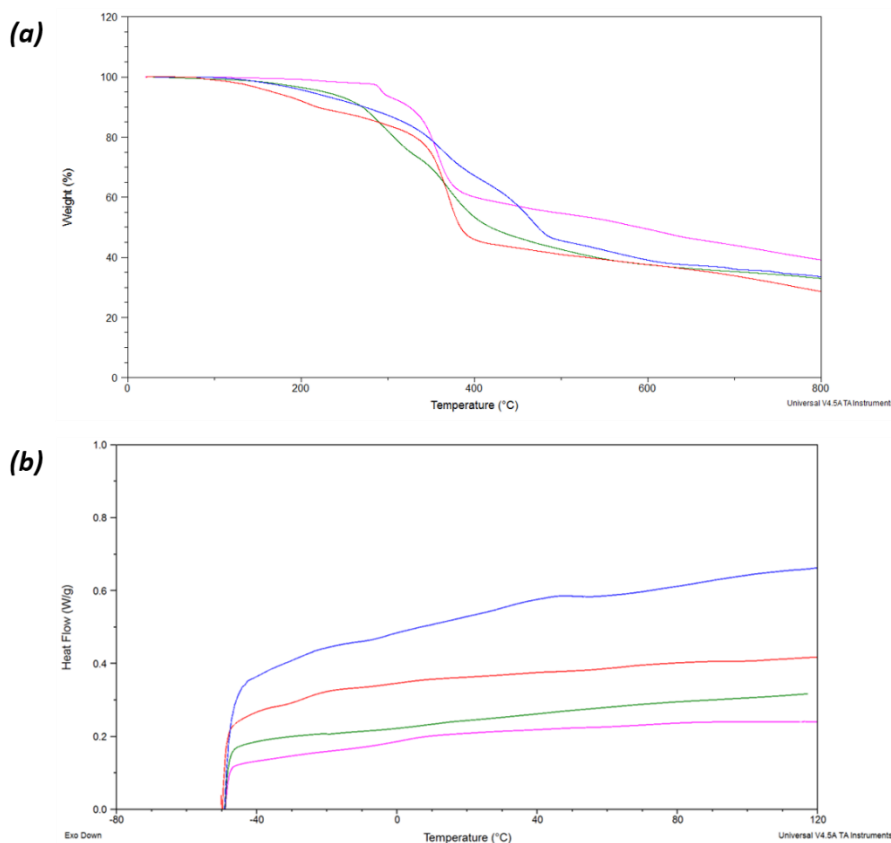 (a)
120
100
80
60
40
20
0
Weight (%)
0
200
400
600
800
Temperature (°C)
Universal V4.5A TA Instruments
(b)
1.0
0.8
0.6
0.4
0.2
0.0
Heat Flow (W/g)
-80
-40
0
40
80
120
Exo Down
Temperature (°C)
Universal V4.5A TA Instruments